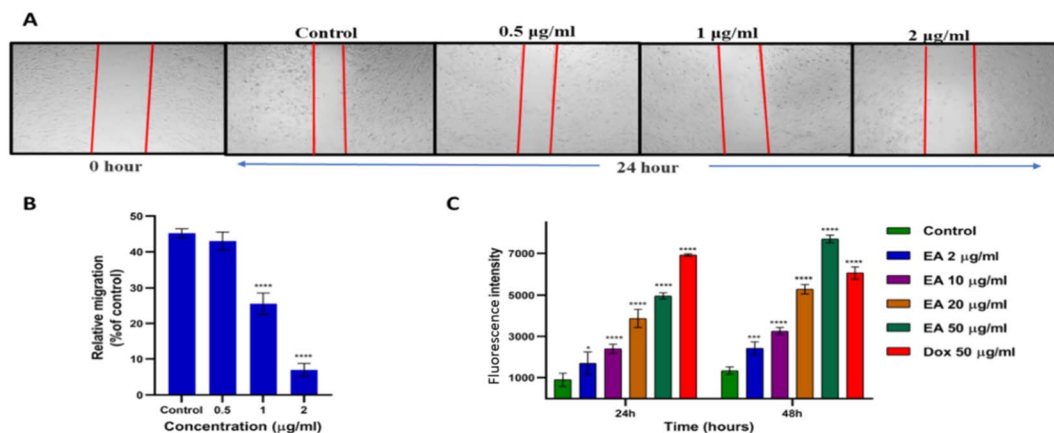 A
Control 0.5 µg/ml 1 µg/ml 2 µg/ml
0 hour 24 hour
B
Relative migration
(%of control)
50
40
30
20
10
0
****
****
Control 0.5 1 2
Concentration (µg/ml)
C
Fluorescence intensity
7000
5000
3000
1000
* **** **** **** ****
*** **** **** **** ****
24h 48h
Time (hours)
Control
EA 2 µg/ml
EA 10 µg/ml
EA 20 µg/ml
EA 50 µg/ml
Dox 50 µg/ml